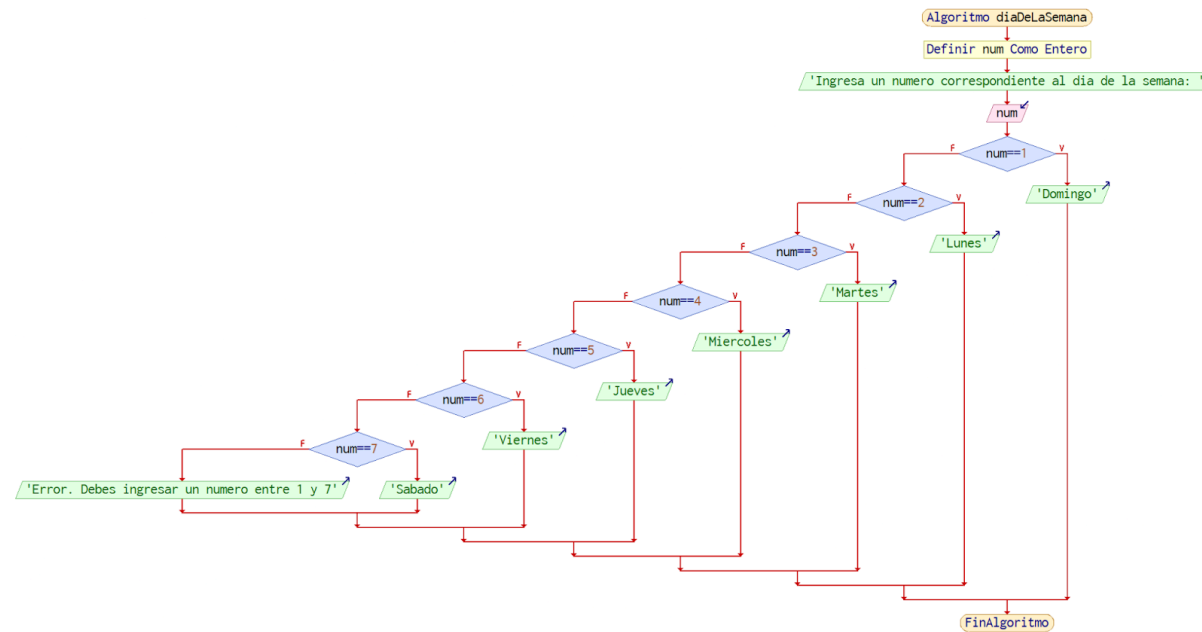 Algoritmo diaDeLaSemana
Definir num Como Entero
'Ingresa un numero correspondiente al dia de la semana: '
num
F num==1 V
'Domingo'
F num==2 V
'Lunes'
F num==3 V
'Martes'
F num==4 V
'Miercoles'
F num==5 V
'Jueves'
F num==6 V
'Viernes'
F num==7 V
'Error. Debes ingresar un numero entre 1 y 7' 'Sabado'
FinAlgoritmo